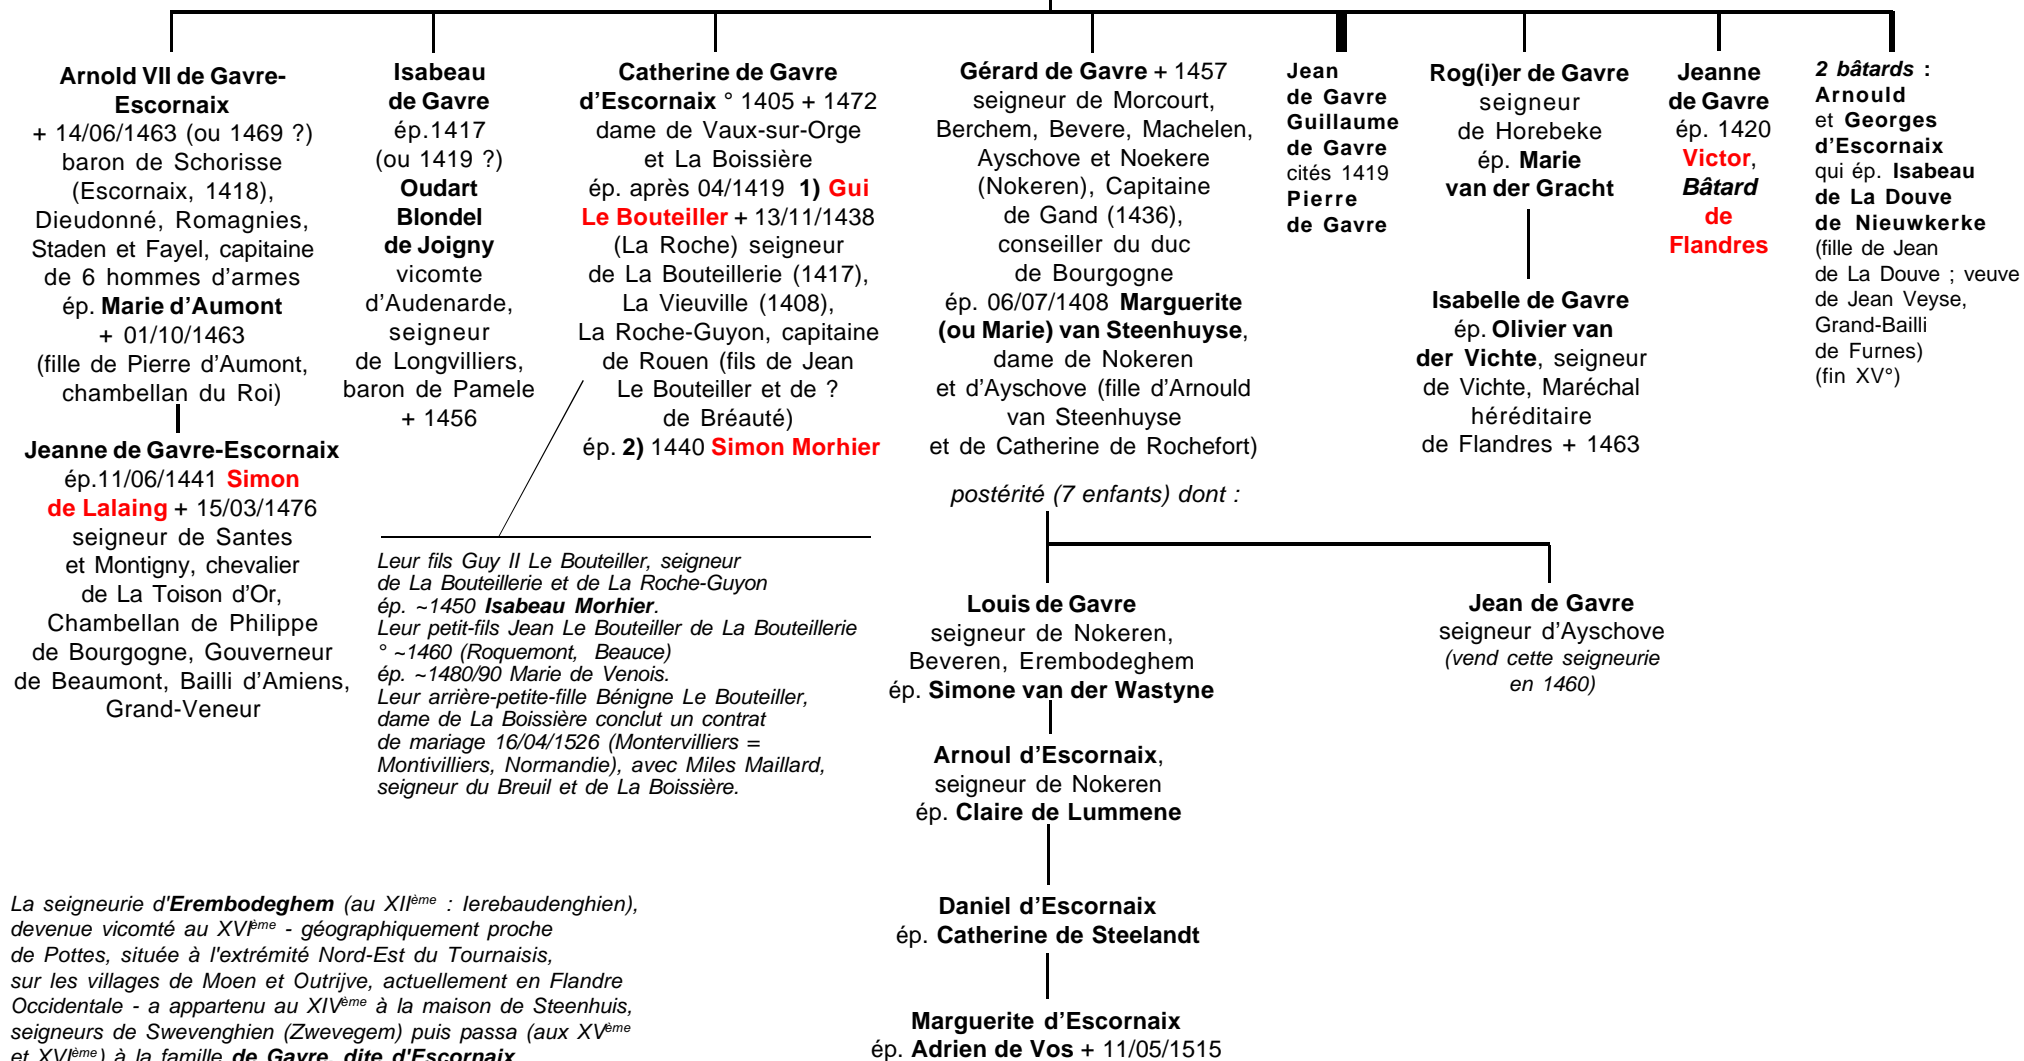 Arnold VII de Gavre-
Escornaix
+ 14/06/1463 (ou 1469 ?)
baron de Schorisse
(Escornaix, 1418),
Dieudonné, Romagnies,
Staden et Fayel, capitaine
de 6 hommes d'armes
ép. Marie d'Aumont
+ 01/10/1463
(fille de Pierre d'Aumont,
chambellan du Roi)
Jeanne de Gavre-Escornaix
ép.11/06/1441 Simon
de Lalaing + 15/03/1476
seigneur de Santes
et Montigny, chevalier
de La Toison d'Or,
Chambellan de Philippe
de Bourgogne, Gouverneur
de Beaumont, Bailli d'Amiens,
Grand-Veneur
Isabeau
de Gavre
ép.1417
(ou 1419 ?)
Oudart
Blondel
de Joigny
vicomte
d'Audenarde,
seigneur
de Longvilliers,
baron de Pamele
+ 1456
Catherine de Gavre
d'Escornaix ° 1405 + 1472
dame de Vaux-sur-Orge
et La Boissière
ép. après 04/1419 1) Gui
Le Bouteiller + 13/11/1438
(La Roche) seigneur
de La Bouteillerie (1417),
La Vieuville (1408),
La Roche-Guyon, capitaine
de Rouen (fils de Jean
Le Bouteiller et de ?
de Bréauté)
ép. 2) 1440 Simon Morhier
Leur fils Guy II Le Bouteiller, seigneur
de La Bouteillerie et de La Roche-Guyon
ép. ~1450 Isabeau Morhier.
Leur petit-fils Jean Le Bouteiller de La Bouteillerie
° ~1460 (Roquemont, Beauce)
ép. ~1480/90 Marie de Venois.
Leur arrière-petite-fille Bénigne Le Bouteiller,
dame de La Boissière conclut un contrat
de mariage 16/04/1526 (Montervilliers =
Montivilliers, Normandie), avec Miles Maillard,
seigneur du Breuil et de La Boissière.
Gérard de Gavre + 1457
seigneur de Morcourt,
Berchem, Bevere, Machelen,
Ayschove et Noekere
(Nokeren), Capitaine
de Gand (1436),
conseiller du duc
de Bourgogne
ép. 06/07/1408 Marguerite
(ou Marie) van Steenhuyse,
dame de Nokeren
et d'Ayschove (fille d'Arnould
van Steenhuyse
et de Catherine de Rochefort)
postérité (7 enfants) dont :
Louis de Gavre
seigneur de Nokeren,
Beveren, Erembodeghem
ép. Simone van der Wastyne
Arnoul d'Escornaix,
seigneur de Nokeren
ép. Claire de Lummene
Daniel d'Escornaix
ép. Catherine de Steelandt
Marguerite d'Escornaix
ép. Adrien de Vos + 11/05/1515
Jean de Gavre
seigneur d'Ayschove
(vend cette seigneurie
en 1460)
Jean
de Gavre
Guillaume
de Gavre
cités 1419
Pierre
de Gavre
Rog(i)er de Gavre
seigneur
de Horebeke
ép. Marie
van der Gracht
Isabelle de Gavre
ép. Olivier van
der Vichte, seigneur
de Vichte, Maréchal
héréditaire
de Flandres + 1463
Jeanne
de Gavre
ép. 1420
Victor,
Bâtard
de
Flandres
2 bâtards :
Arnould
et Georges
d'Escornaix
qui ép. Isabeau
de La Douve
de Nieuwkerke
(fille de Jean
de La Douve ; veuve
de Jean Veyse,
Grand-Bailli
de Furnes)
(fin XV°)
La seigneurie d'Erembodeghem (au XIIème : Ierebaudenghien),
devenue vicomté au XVIème - géographiquement proche
de Pottes, située à l'extrémité Nord-Est du Tournaisis,
sur les villages de Moen et Outrijve, actuellement en Flandre
Occidentale - a appartenu au XIVème à la maison de Steenhuis,
seigneurs de Swevenghien (Zwevegem) puis passa (aux XVème
et XVIème) à la famille de Gavre, dite d'Escornaix